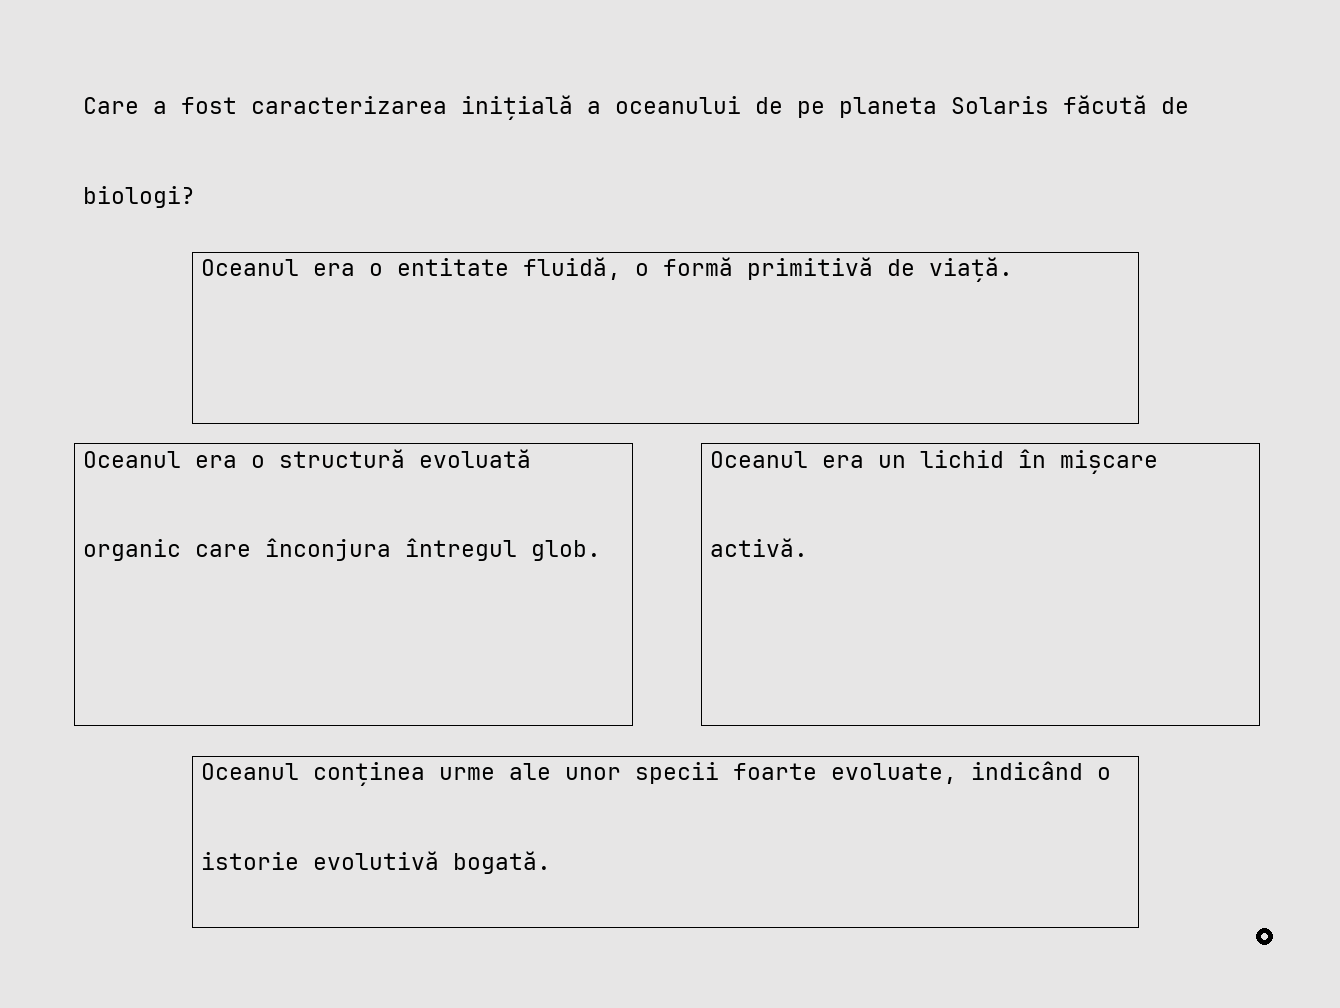 Care a fost caracterizarea inițială a oceanului de pe planeta Solaris făcută de
biologi?
Oceanul era o entitate fluidă, o formă primitivă de viață.
Oceanul era o structură evoluată
organic care înconjura întregul glob.
Oceanul era un lichid în mișcare
activă.
Oceanul conținea urme ale unor specii foarte evoluate, indicând o
istorie evolutivă bogată.